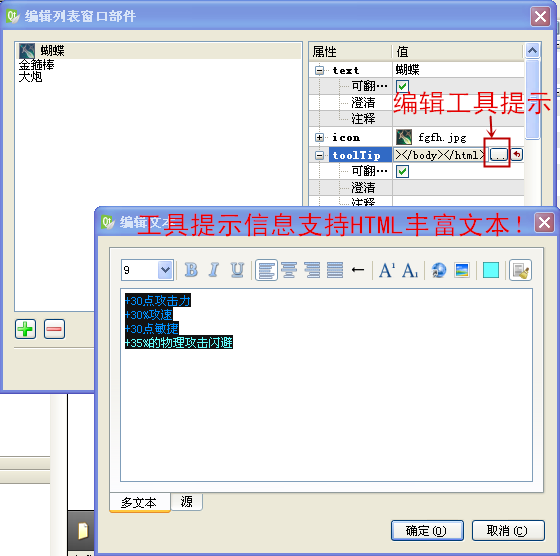 编辑列表窗口部件
属性
值
蝴蝶
金箍棒
大炮
text
蝴蝶
可翻…
澄清
注释
编辑工具提示
icon
fgfh.jpg
toolTip
></body></html>
...
可翻…
澄清
注释
编辑文
工具提示信息支持HTML丰富文本!
9
B
I
U
A¹
A₁
+30点攻击力
+30%攻速
+30点敏捷
+35%的物理攻击闪避
多文本
源
确定(O)
取消(C)